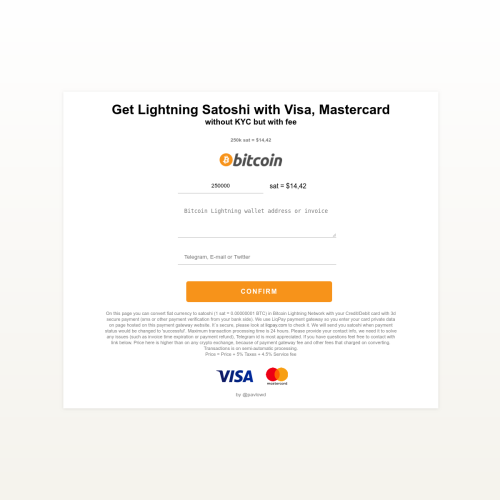 Get Lightning Satoshi with Visa, Mastercard
without KYC but with fee
250k sat = $14,42
bitcoin
250000
sat = $14,42
Bitcoin Lightning wallet address or invoice
Telegram, E-mail or Twitter
CONFIRM
On this page you can convert fiat currency to satoshi (1 sat = 0.00000001 BTC) in Bitcoin Lightning Network with your Credit/Debit card with 3d
secure payment (sms or other payment verification from your bank side). We use LiqPay payment gateway so you enter your card private data
on page hosted on this payment gateway website. It's secure, please look at liqpay.com to check it. We will send you satoshi when payment
status would be changed to 'successful'. Maximum transaction processing time is 24 hours. Please provide your contact info, we need it to solve
any issues (such as invoice time expiration or payment refund). Telegram id is most appreciated. If you have questions feel free to contact with
link below. Price here is higher than on any crypto exchange, because of payment gateway fee and other fees that charged on converting.
Transactions is on semi-automatic processing.
Price = Price + 5% Taxes + 4.5% Service fee
VISA
mastercard
by @pavloved